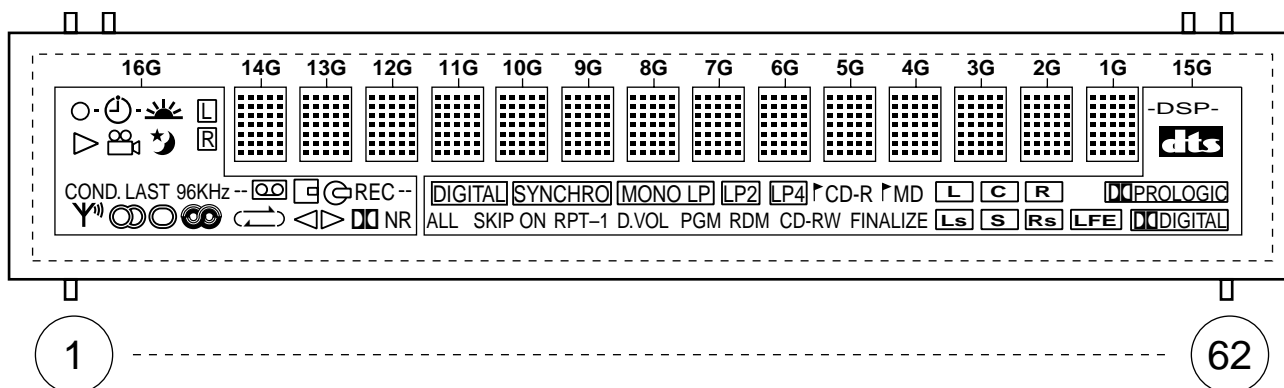 16G 14G 13G 12G 11G 10G 9G 8G 7G 6G 5G 4G 3G 2G 1G 15G
L -DSP-
R dts
COND. LAST 96KHz -- REC -- DIGITAL SYNCHRO MONO LP LP2 LP4 CD-R MD L C R PROLOGIC
NR ALL SKIP ON RPT–1 D.VOL PGM RDM CD-RW FINALIZE Ls S Rs LFE DIGITAL
1 62